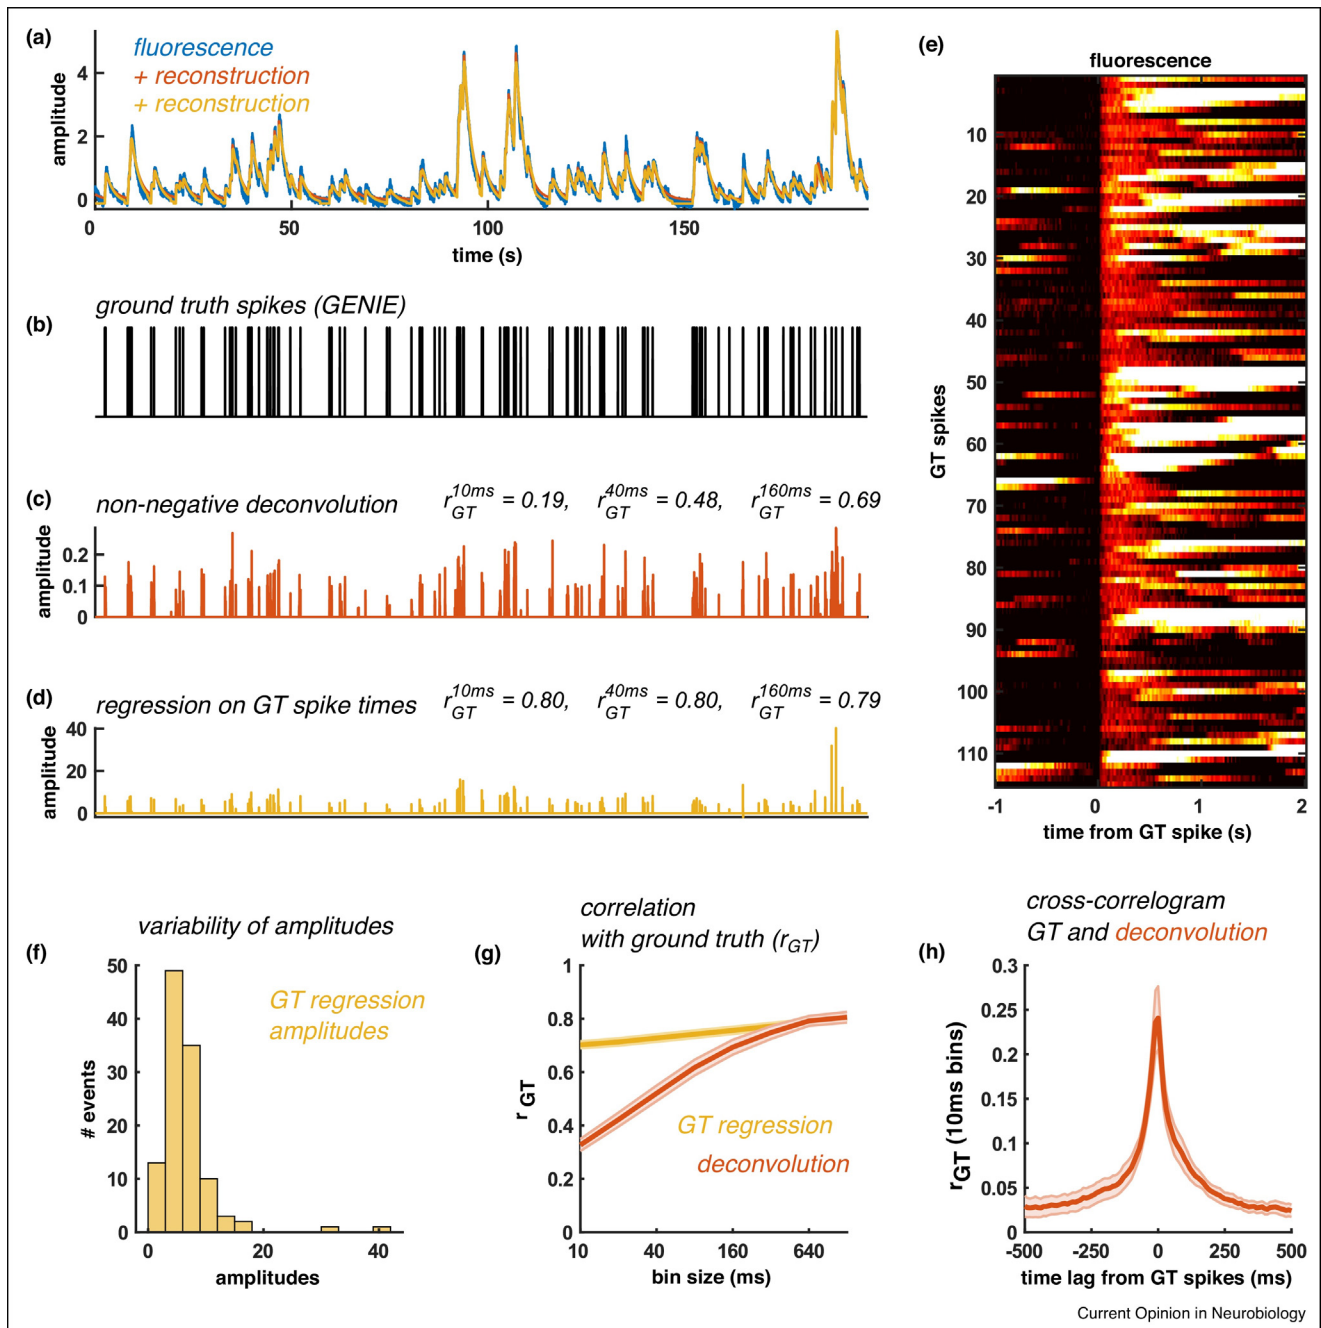 (a)
fluorescence
+ reconstruction
+ reconstruction
amplitude
4
2
0
0
50
100
150
time (s)
(b)
ground truth spikes (GENIE)
(c)
non-negative deconvolution
r_GT^10ms = 0.19, r_GT^40ms = 0.48, r_GT^160ms = 0.69
amplitude
0.2
0.1
0
(d)
regression on GT spike times
r_GT^10ms = 0.80, r_GT^40ms = 0.80, r_GT^160ms = 0.79
amplitude
40
20
0
(e)
fluorescence
GT spikes
10
20
30
40
50
60
70
80
90
100
110
-1
0
1
2
time from GT spike (s)
(f)
variability of amplitudes
GT regression
amplitudes
# events
50
40
30
20
10
0
0
20
40
amplitudes
(g)
correlation
with ground truth (r_GT)
r_GT
1
0.8
0.6
0.4
0.2
0
GT regression
deconvolution
10
40
160
640
bin size (ms)
(h)
cross-correlogram
GT and deconvolution
r_GT (10ms bins)
0.3
0.25
0.2
0.15
0.1
0.05
0
-500
-250
0
250
500
time lag from GT spikes (ms)
Current Opinion in Neurobiology